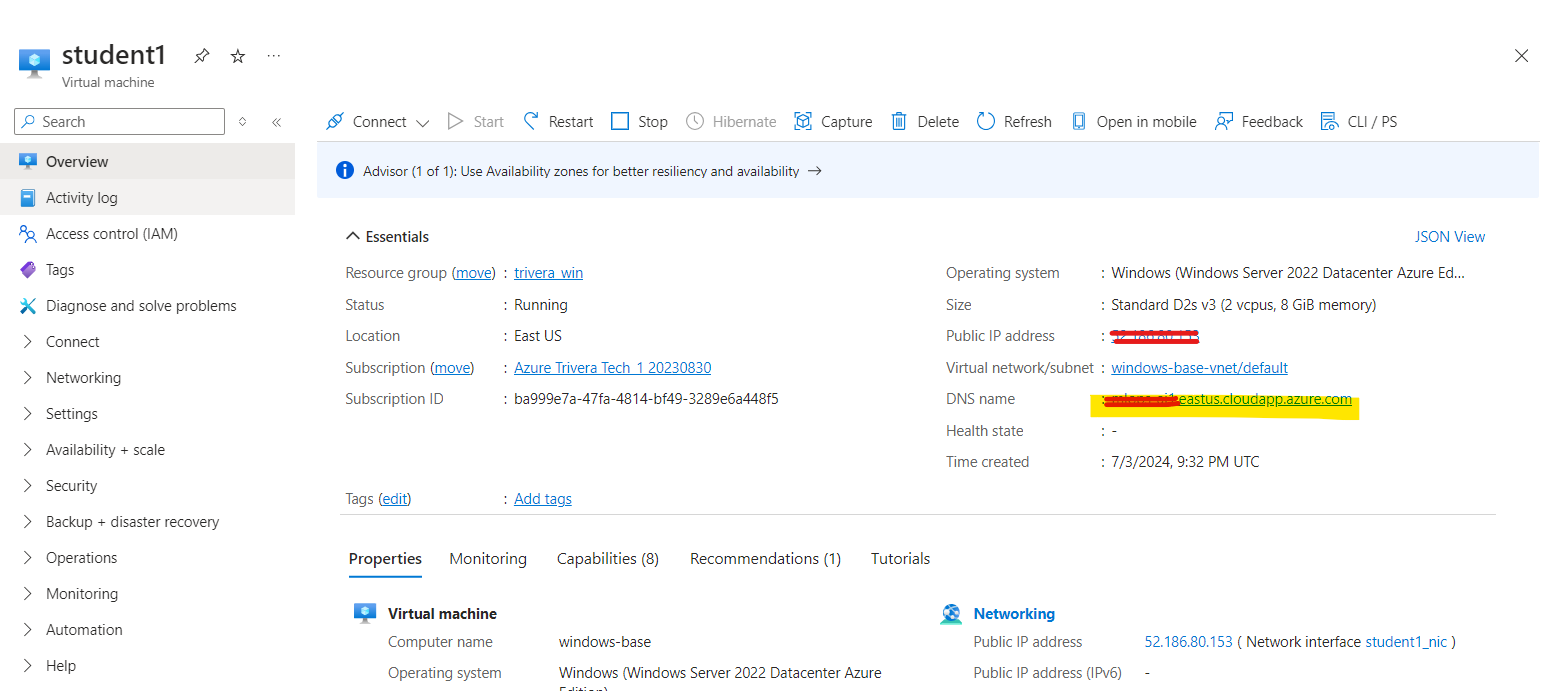 student1
Virtual machine
Search
Overview
Activity log
Access control (IAM)
Tags
Diagnose and solve problems
Connect
Networking
Settings
Availability + scale
Security
Backup + disaster recovery
Operations
Monitoring
Automation
Help
Connect Start Restart Stop Hibernate Capture Delete Refresh Open in mobile Feedback CLI / PS
Advisor (1 of 1): Use Availability zones for better resiliency and availability →
Essentials
JSON View
Resource group (move) : trivera_win
Status : Running
Location : East US
Subscription (move) : Azure Trivera Tech_1 20230830
Subscription ID : ba999e7a-47fa-4814-bf49-3289e6a448f5
Operating system : Windows (Windows Server 2022 Datacenter Azure Ed...
Size : Standard D2s v3 (2 vcpus, 8 GiB memory)
Public IP address :
Virtual network/subnet : windows-base-vnet/default
DNS name : eastus.cloudapp.azure.com
Health state : -
Time created : 7/3/2024, 9:32 PM UTC
Tags (edit) : Add tags
Properties Monitoring Capabilities (8) Recommendations (1) Tutorials
Virtual machine
Computer name windows-base
Operating system Windows (Windows Server 2022 Datacenter Azure
Edition)
Networking
Public IP address 52.186.80.153 ( Network interface student1_nic )
Public IP address (IPv6) -